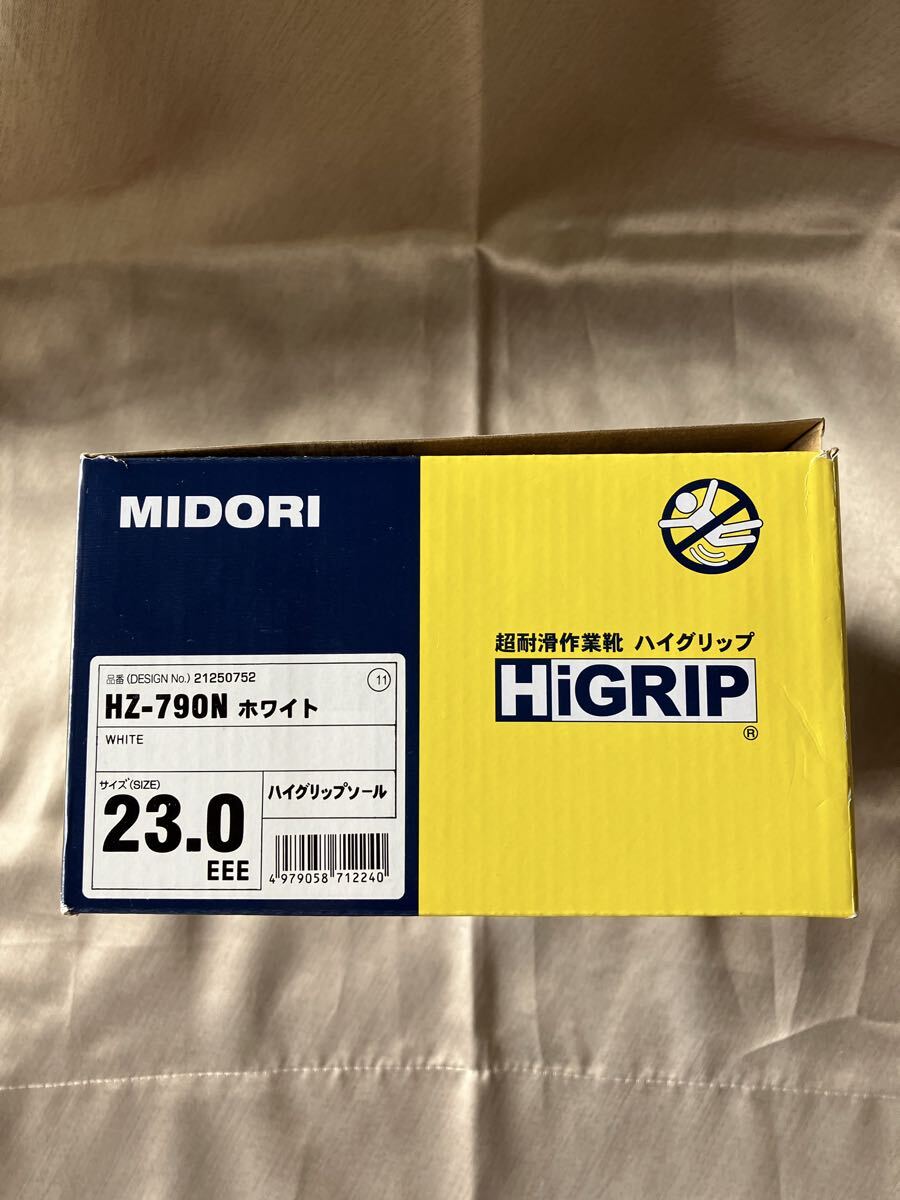 MIDORI
品番(DESIGN No.) 21250752
11
HZ-790N ホワイト
WHITE
サイズ(SIZE)
23.0
EEE
ハイグリップソール
4 979058 712240
超耐滑作業靴 ハイグリップ
HiGRIP
®